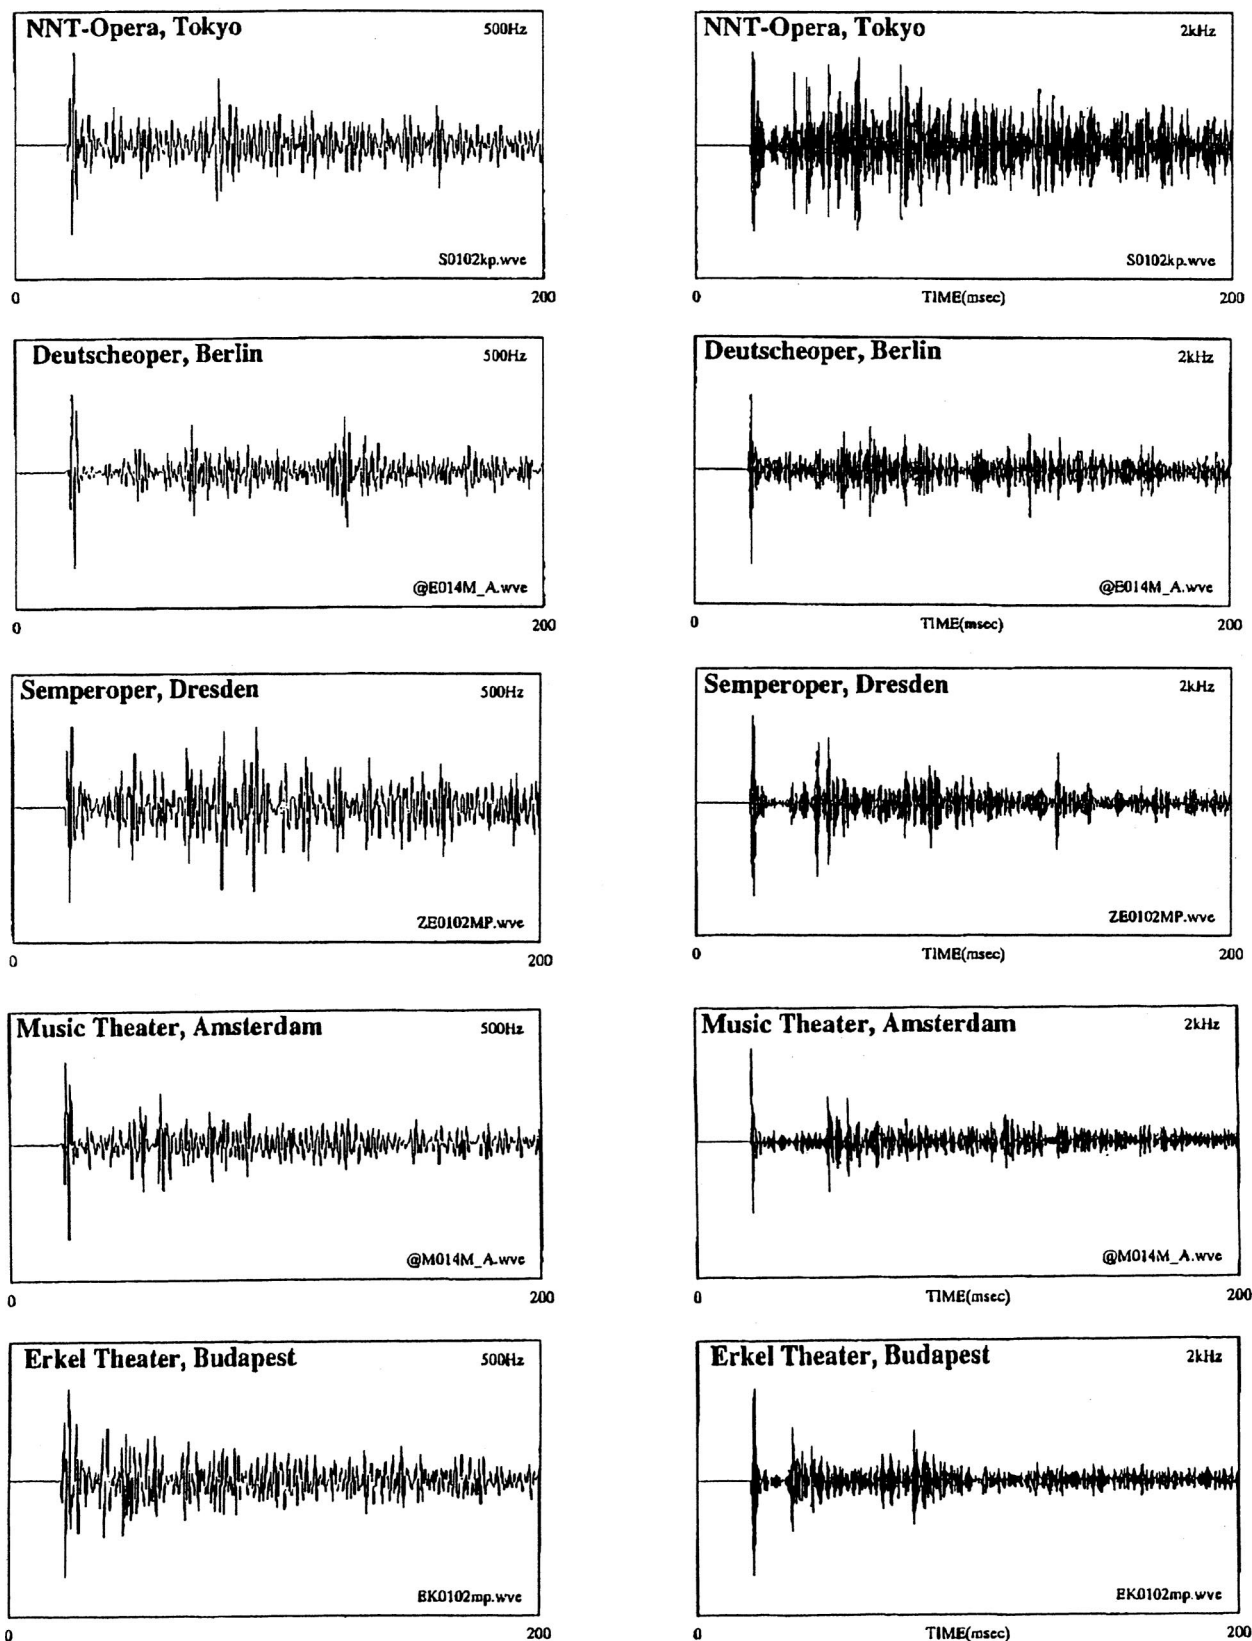 NNT-Opera, Tokyo 500Hz
S0102kp.wve
0 200
NNT-Opera, Tokyo 2kHz
S0102kp.wve
0 TIME(msec) 200
Deutscheoper, Berlin 500Hz
@E014M_A.wve
0 200
Deutscheoper, Berlin 2kHz
@E014M_A.wve
0 TIME(msec) 200
Semperoper, Dresden 500Hz
ZE0102MP.wve
0 200
Semperoper, Dresden 2kHz
ZE0102MP.wve
0 TIME(msec) 200
Music Theater, Amsterdam 500Hz
@M014M_A.wve
0 200
Music Theater, Amsterdam 2kHz
@M014M_A.wve
0 TIME(msec) 200
Erkel Theater, Budapest 500Hz
EK0102mp.wve
0 200
Erkel Theater, Budapest 2kHz
EK0102mp.wve
0 TIME(msec) 200